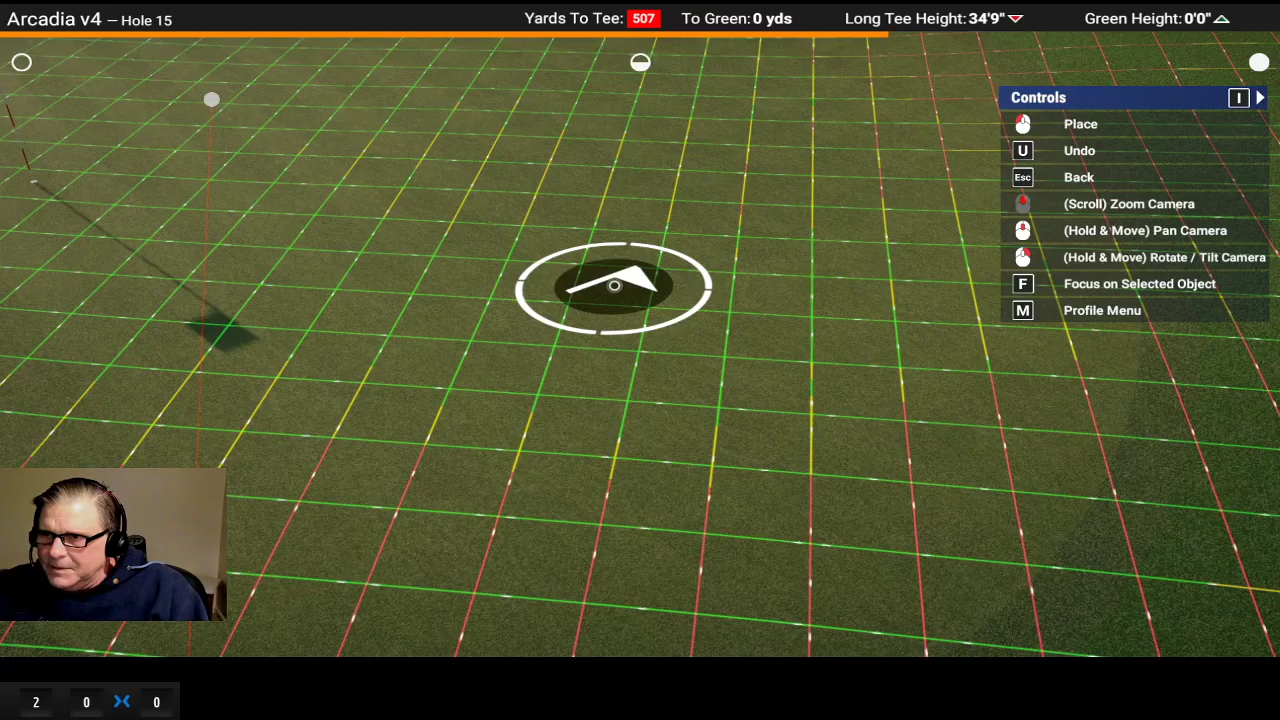 Arcadia v4 – Hole 15
Yards To Tee: 507 To Green: 0 yds Long Tee Height: 34'9" Green Height: 0'0"
Controls I
Place
U Undo
Esc Back
(Scroll) Zoom Camera
(Hold & Move) Pan Camera
(Hold & Move) Rotate / Tilt Camera
F Focus on Selected Object
M Profile Menu
2 0 0